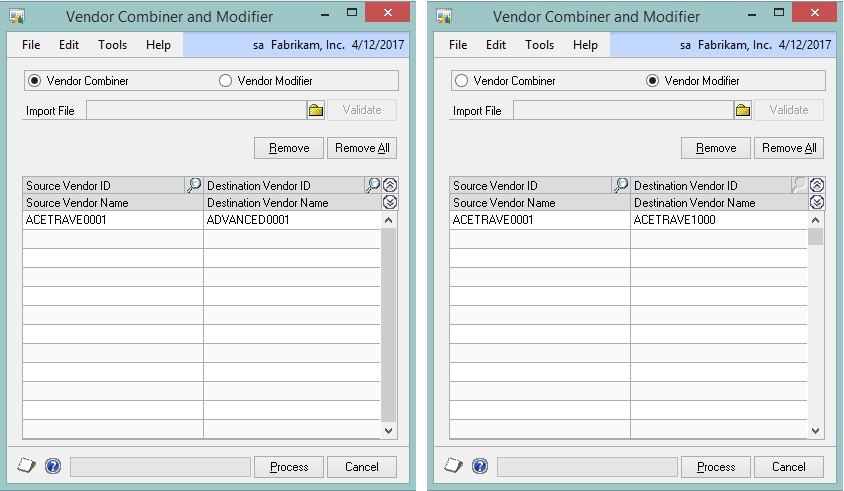 Vendor Combiner and Modifier
File Edit Tools Help sa Fabrikam, Inc. 4/12/2017
Vendor Combiner Vendor Modifier
Import File Validate
Remove Remove All
Source Vendor ID Destination Vendor ID
Source Vendor Name Destination Vendor Name
ACETRAVE0001 ADVANCED0001
Process Cancel
Vendor Combiner and Modifier
File Edit Tools Help sa Fabrikam, Inc. 4/12/2017
Vendor Combiner Vendor Modifier
Import File Validate
Remove Remove All
Source Vendor ID Destination Vendor ID
Source Vendor Name Destination Vendor Name
ACETRAVE0001 ACETRAVE1000
Process Cancel